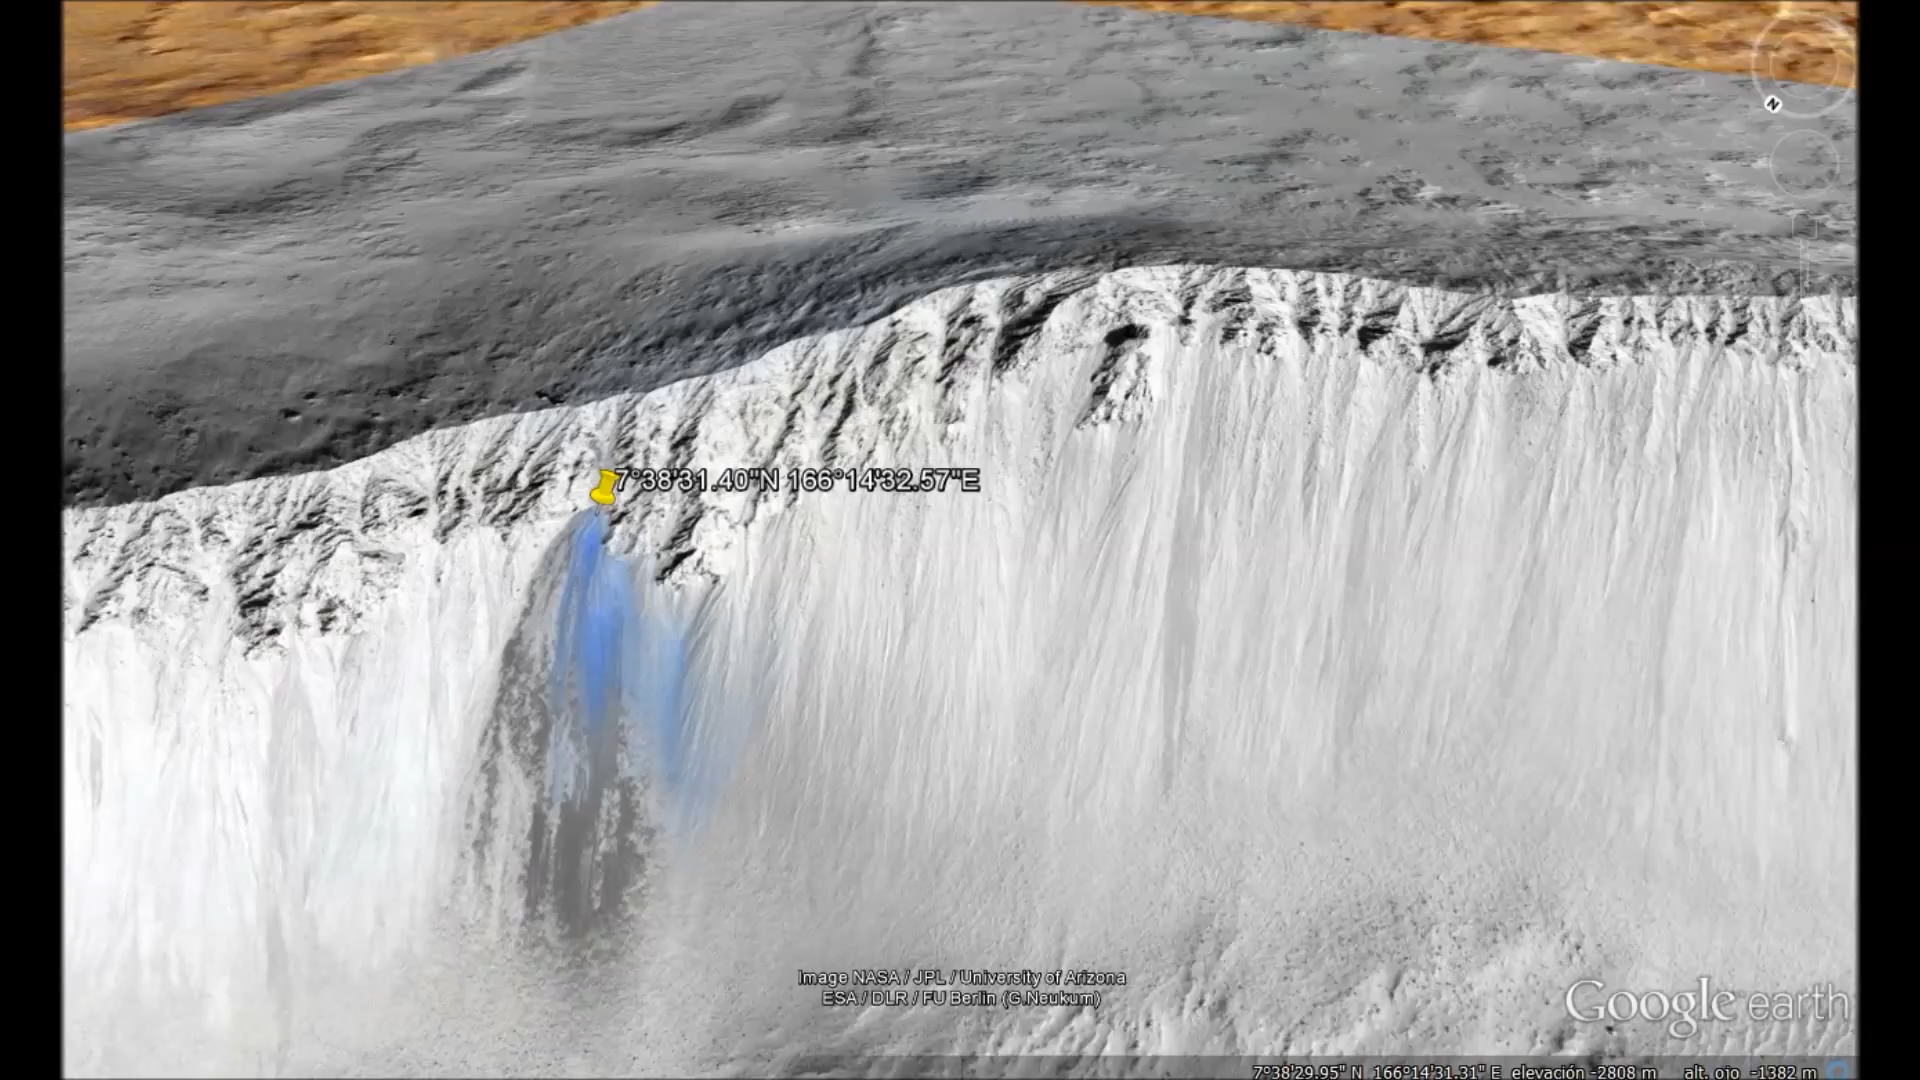 N
7°38'31.40"N 166°14'32.57"E
Image NASA / JPL / University of Arizona
ESA / DLR / FU Berlin (G.Neukum)
Google earth
7°38'29.95" N 166°14'31.31" E elevación -2808 m alt. ojo -1382 m